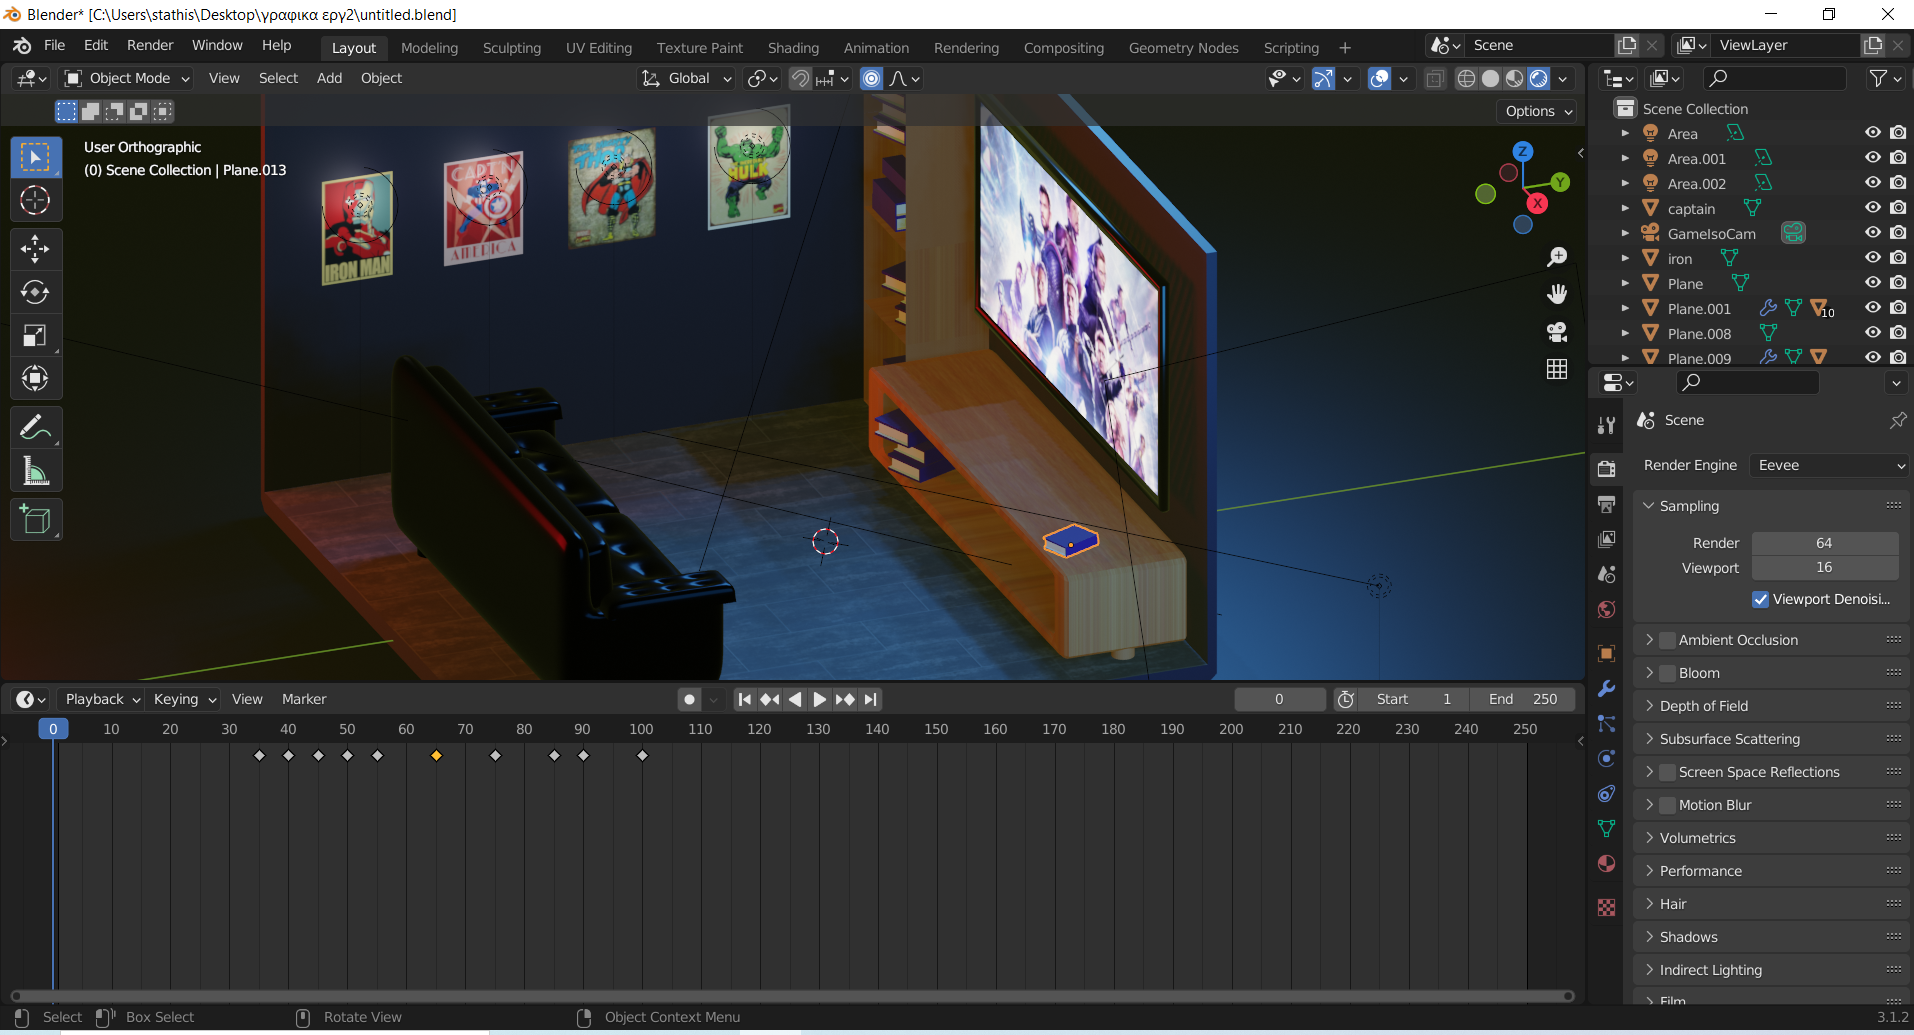 Blender* [C:\Users\stathis\Desktop\γραφικα εργ2\untitled.blend]
File Edit Render Window Help
Layout Modeling Sculpting UV Editing Texture Paint Shading Animation Rendering Compositing Geometry Nodes Scripting +
Scene
ViewLayer
Object Mode View Select Add Object
Global
Options
User Orthographic
(0) Scene Collection | Plane.013
IRON MAN
CAPT'N
AMERICA
THOR
HULK
Z
Y
X
Scene Collection
Area
Area.001
Area.002
captain
GameIsoCam
iron
Plane
Plane.001 10
Plane.008
Plane.009
Scene
Render Engine Eevee
Sampling
Render 64
Viewport 16
Viewport Denoisi...
Ambient Occlusion
Bloom
Depth of Field
Subsurface Scattering
Screen Space Reflections
Motion Blur
Volumetrics
Performance
Hair
Shadows
Indirect Lighting
Film
Playback Keying View Marker
0 Start 1 End 250
0 10 20 30 40 50 60 70 80 90 100 110 120 130 140 150 160 170 180 190 200 210 220 230 240 250
Select Box Select Rotate View Object Context Menu
3.1.2